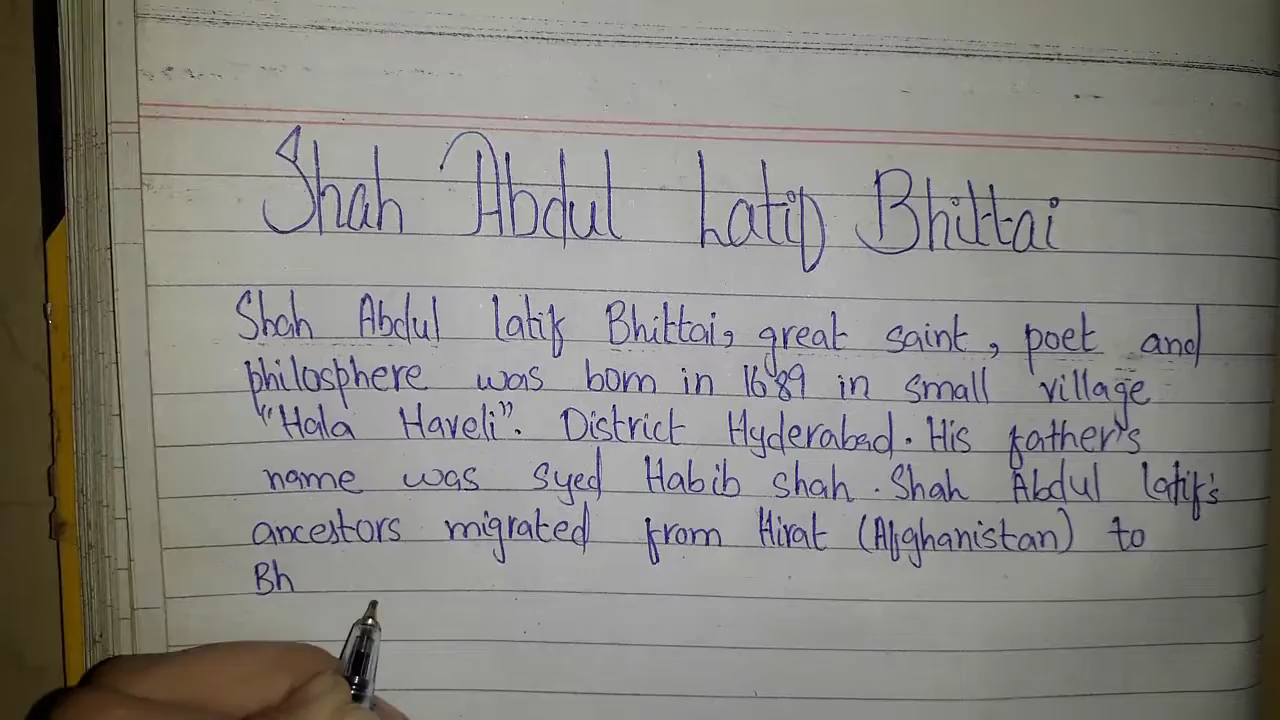 Shah Abdul Latif Bhittai
Shah Abdul latif Bhittai, great saint, poet and
philosphere was born in 1689 in small village
"Hala Haveli". District Hyderabad. His father's
name was Syed Habib shah. Shah Abdul latif's
ancestors migrated from Hirat (Afghanistan) to
Bh